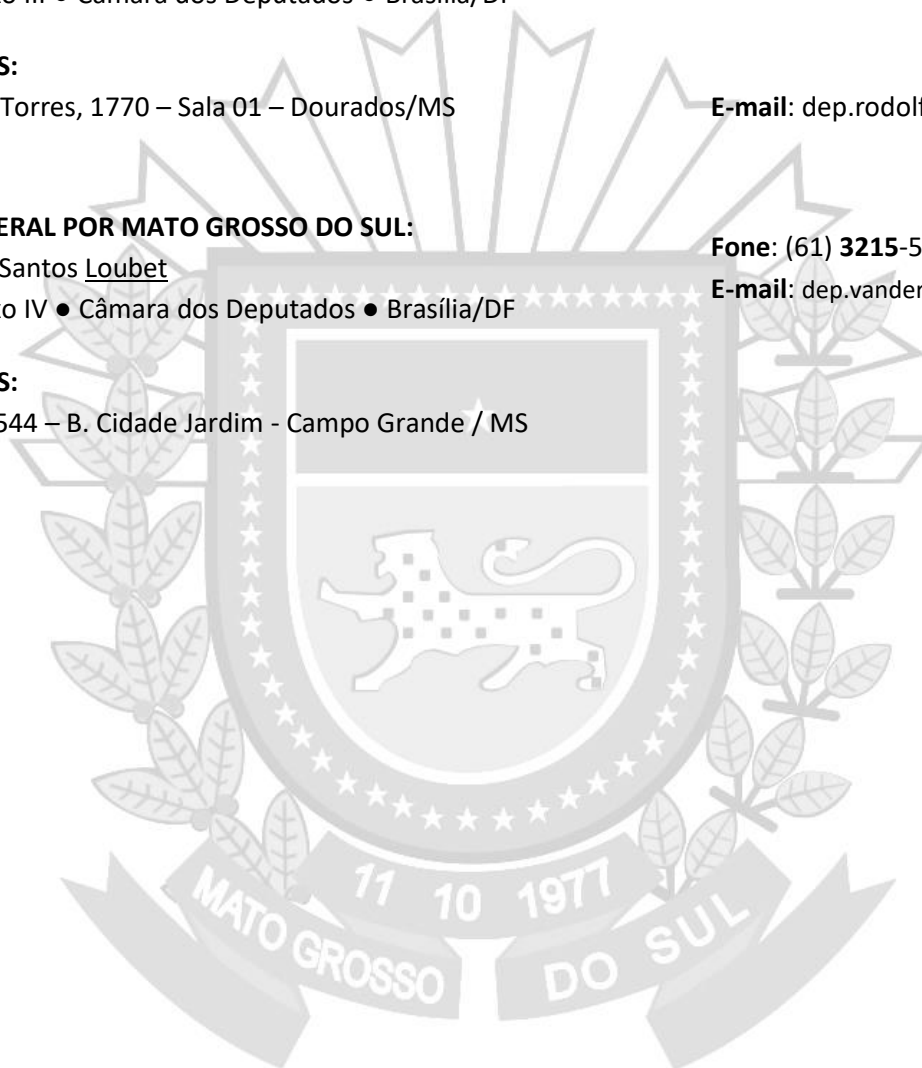 III ● Câmara dos Deputados ● Brasília/DF
S:
Torres, 1770 – Sala 01 – Dourados/MS
E-mail: dep.rodolf
ERAL POR MATO GROSSO DO SUL:
Santos Loubet
Fone: (61) 3215-5
o IV ● Câmara dos Deputados ● Brasília/DF
E-mail: dep.vander
S:
544 – B. Cidade Jardim - Campo Grande / MS
11 10 1977
MATO GROSSO DO SUL